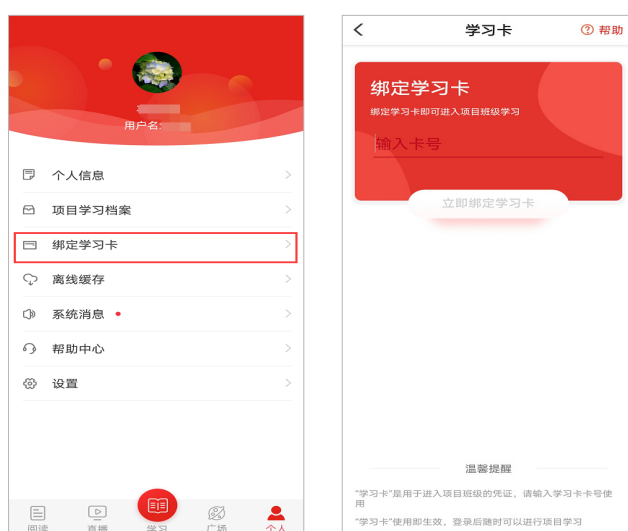 用户名:
个人信息
项目学习档案
绑定学习卡
离线缓存
系统消息
帮助中心
设置
阅读
直播
学习
广场
个人
学习卡
帮助
绑定学习卡
绑定学习卡即可进入项目班级学习
输入卡号
立即绑定学习卡
温馨提醒
“学习卡”是用于进入项目班级的凭证，请输入学习卡卡号使
用
“学习卡”使用即生效，登录后随时可以进行项目学习